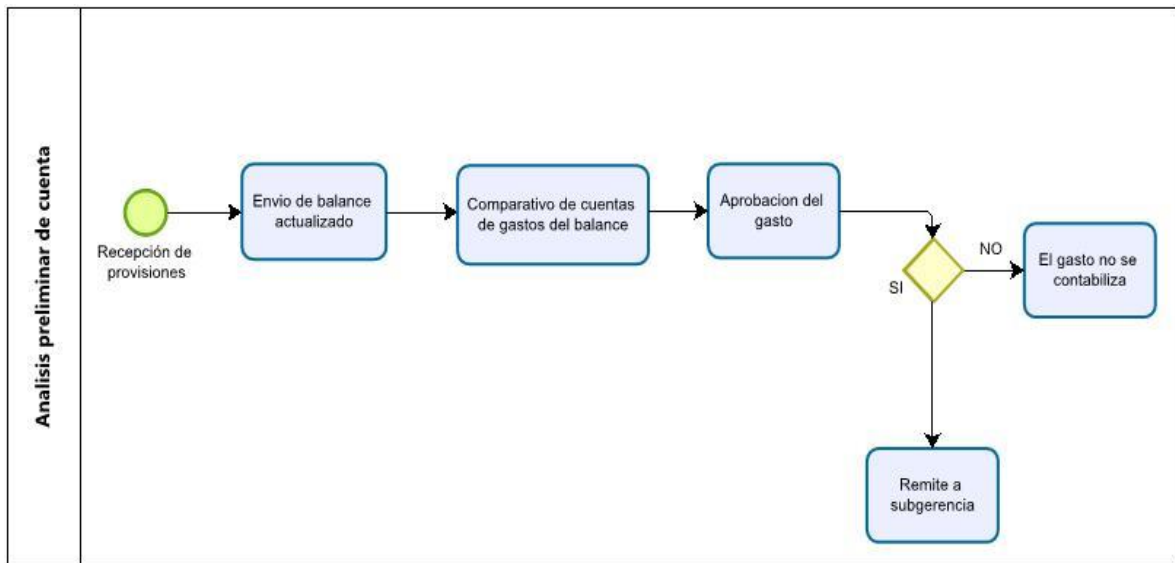 Analisis preliminar de cuenta
Recepción de
provisiones
Envio de balance
actualizado
Comparativo de cuentas
de gastos del balance
Aprobacion del
gasto
SI
NO
El gasto no se
contabiliza
Remite a
subgerencia